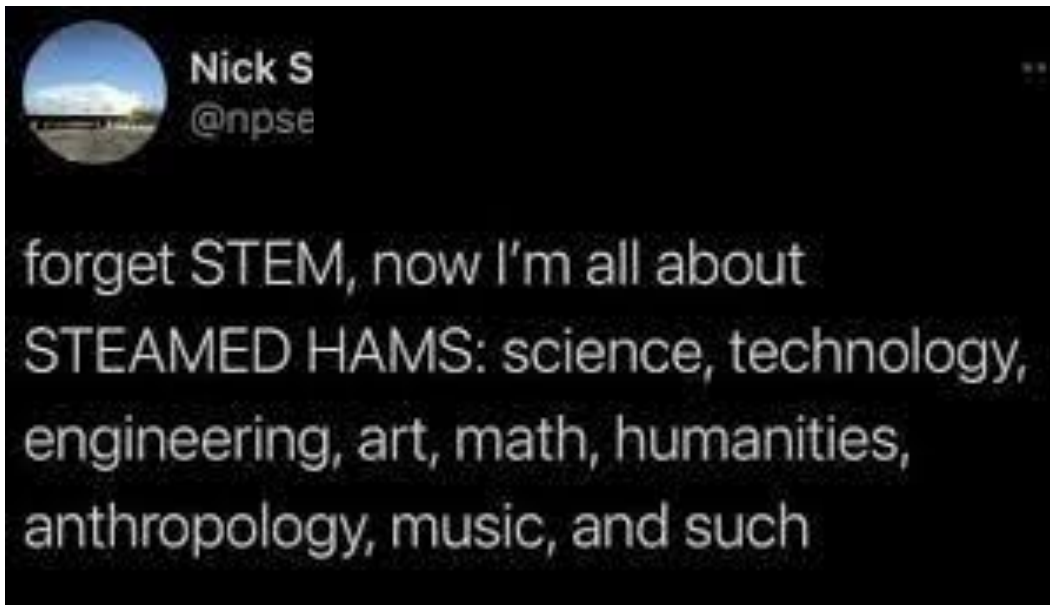 Nick S
@npse
forget STEM, now I'm all about
STEAMED HAMS: science, technology,
engineering, art, math, humanities,
anthropology, music, and such